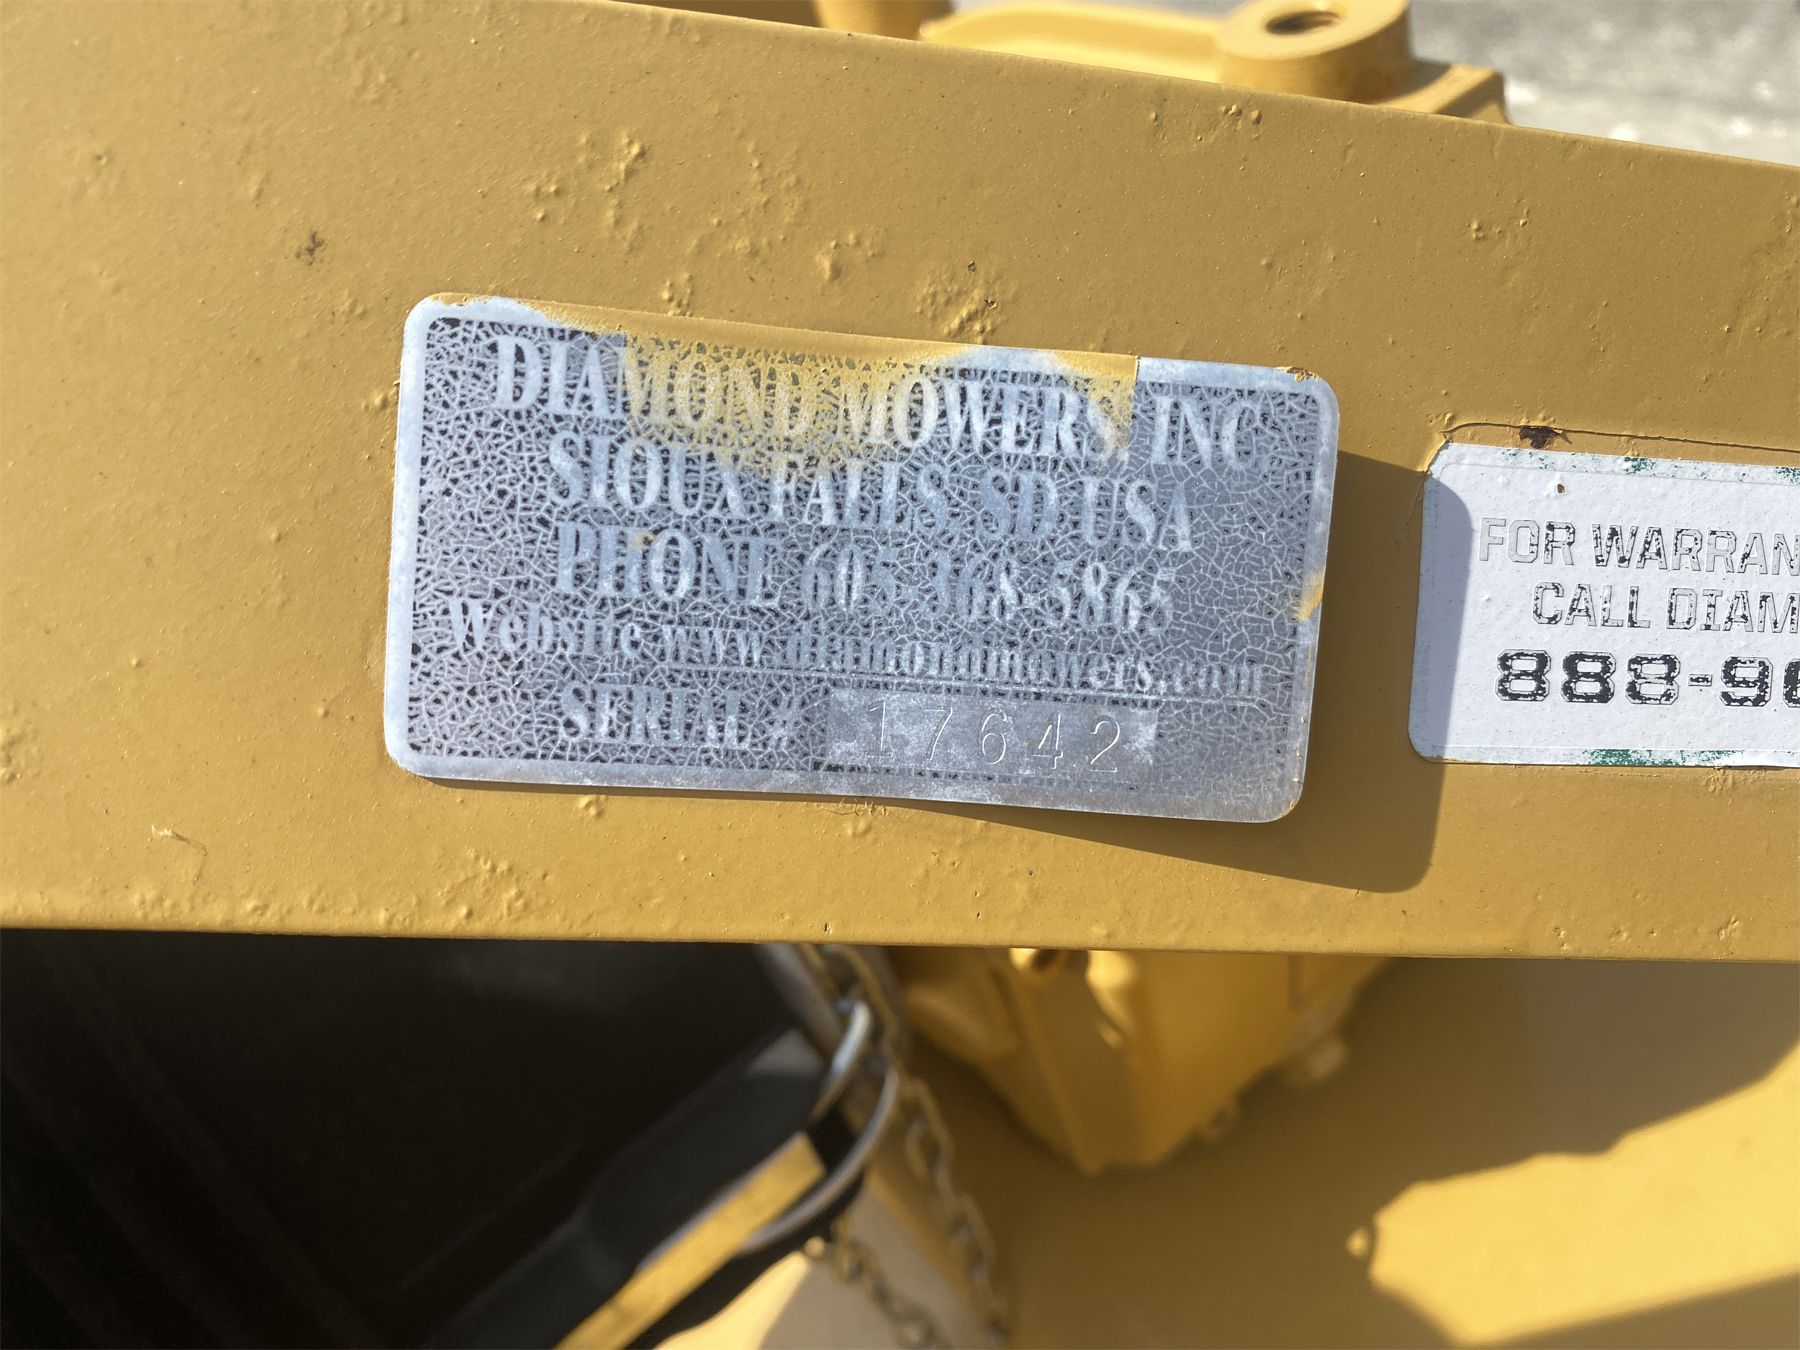 DIAMOND MOWERS, INC.
SIOUX FALLS SD USA
PHONE 605-368-5865
Website www.diamondmowers.com
SERIAL # 17642
FOR WARRAN
CALL DIAM
888-9